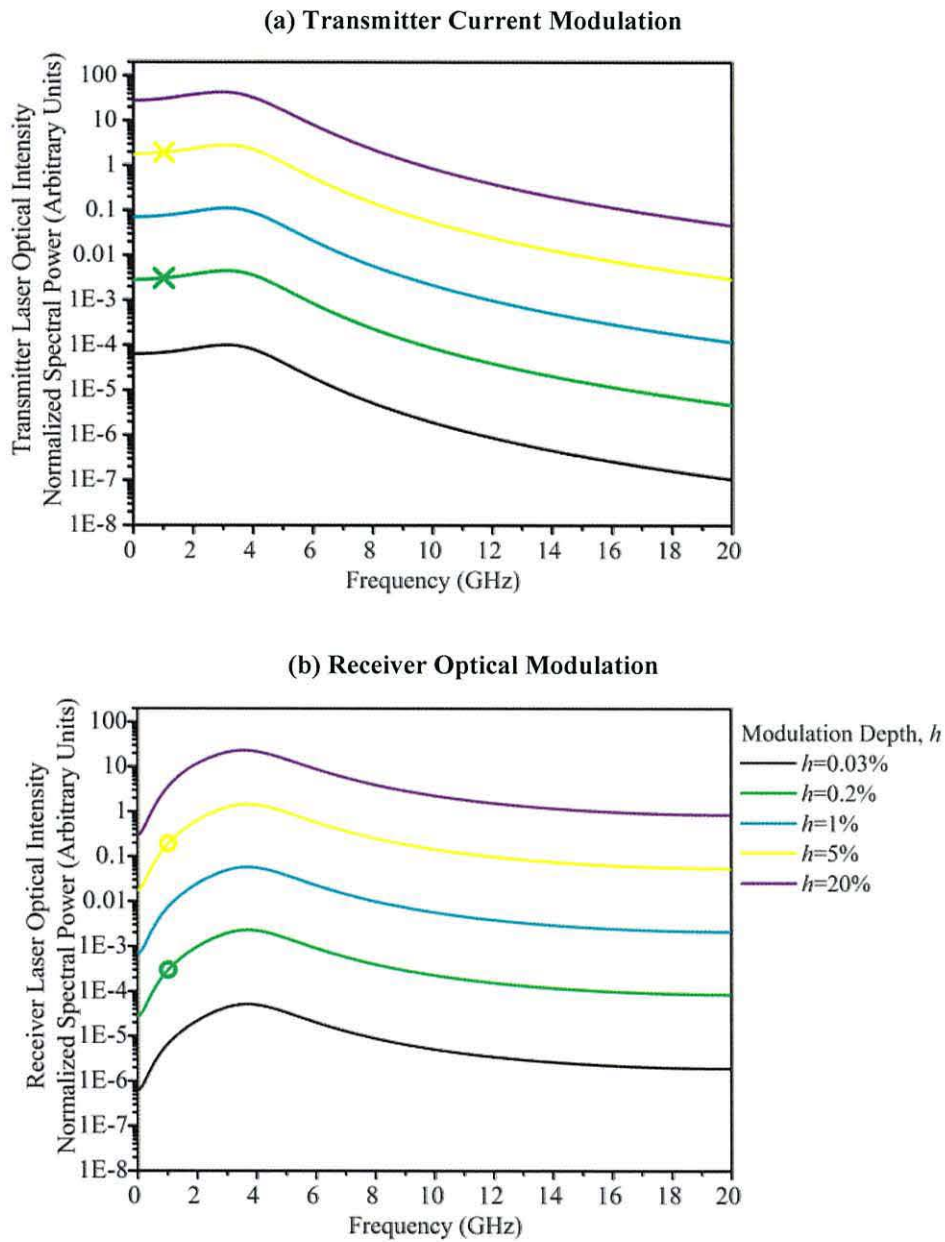 (a) Transmitter Current Modulation
Transmitter Laser Optical Intensity
Normalized Spectral Power (Arbitrary Units)
100
10
1
0.1
0.01
1E-3
1E-4
1E-5
1E-6
1E-7
1E-8
0 2 4 6 8 10 12 14 16 18 20
Frequency (GHz)
(b) Receiver Optical Modulation
Receiver Laser Optical Intensity
Normalized Spectral Power (Arbitrary Units)
100
10
1
0.1
0.01
1E-3
1E-4
1E-5
1E-6
1E-7
1E-8
0 2 4 6 8 10 12 14 16 18 20
Frequency (GHz)
Modulation Depth, h
h=0.03%
h=0.2%
h=1%
h=5%
h=20%